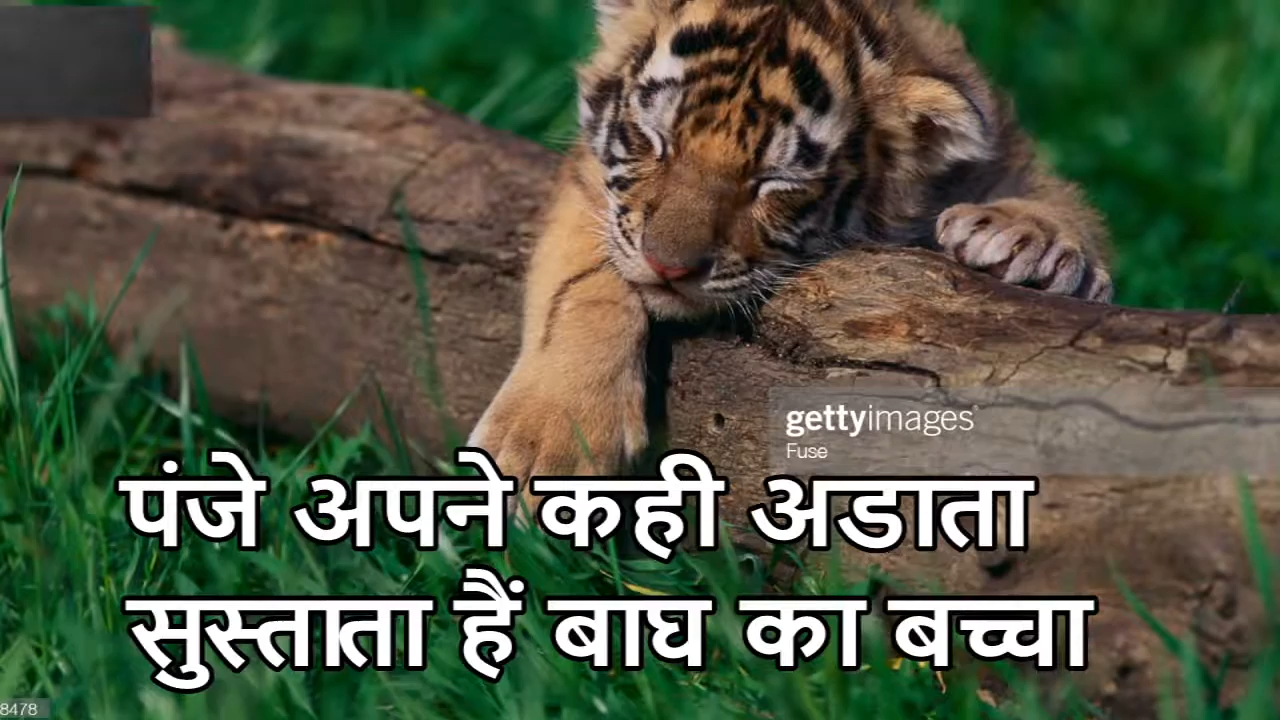 gettyimages
Fuse
पंजे अपने कही अडाता
सुस्ताता हैं बाघ का बच्चा
8478